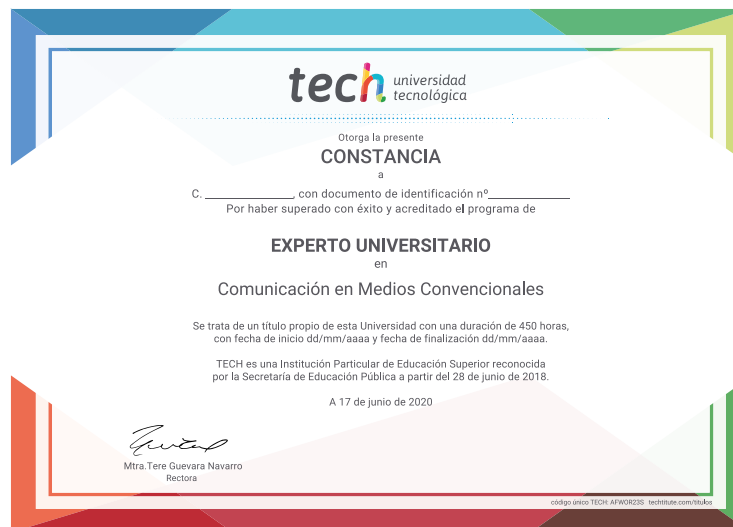 tech universidad
tecnológica
Otorga la presente
CONSTANCIA
a
C. ______________, con documento de identificación nº_____________
Por haber superado con éxito y acreditado el programa de
EXPERTO UNIVERSITARIO
en
Comunicación en Medios Convencionales
Se trata de un título propio de esta Universidad con una duración de 450 horas,
con fecha de inicio dd/mm/aaaa y fecha de finalización dd/mm/aaaa.
TECH es una Institución Particular de Educación Superior reconocida
por la Secretaría de Educación Pública a partir del 28 de junio de 2018.
A 17 de junio de 2020
Mtra.Tere Guevara Navarro
Rectora
código único TECH: AFWOR23S techtitute.com/titulos